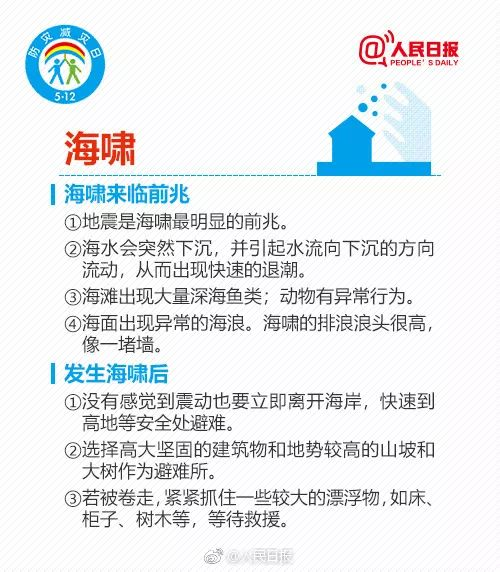 防灾减灾日
5·12
@人民日报
PEOPLE'S DAILY
海啸
海啸来临前兆
①地震是海啸最明显的前兆。
②海水会突然下沉，并引起水流向下沉的方向
流动，从而出现快速的退潮。
③海滩出现大量深海鱼类；动物有异常行为。
④海面出现异常的海浪。海啸的排浪浪头很高，
像一堵墙。
发生海啸后
①没有感觉到震动也要立即离开海岸，快速到
高地等安全处避难。
②选择高大坚固的建筑物和地势较高的山坡和
大树作为避难所。
③若被卷走，紧紧抓住一些较大的漂浮物，如床、
柜子、树木等，等待救援。
@人民日报